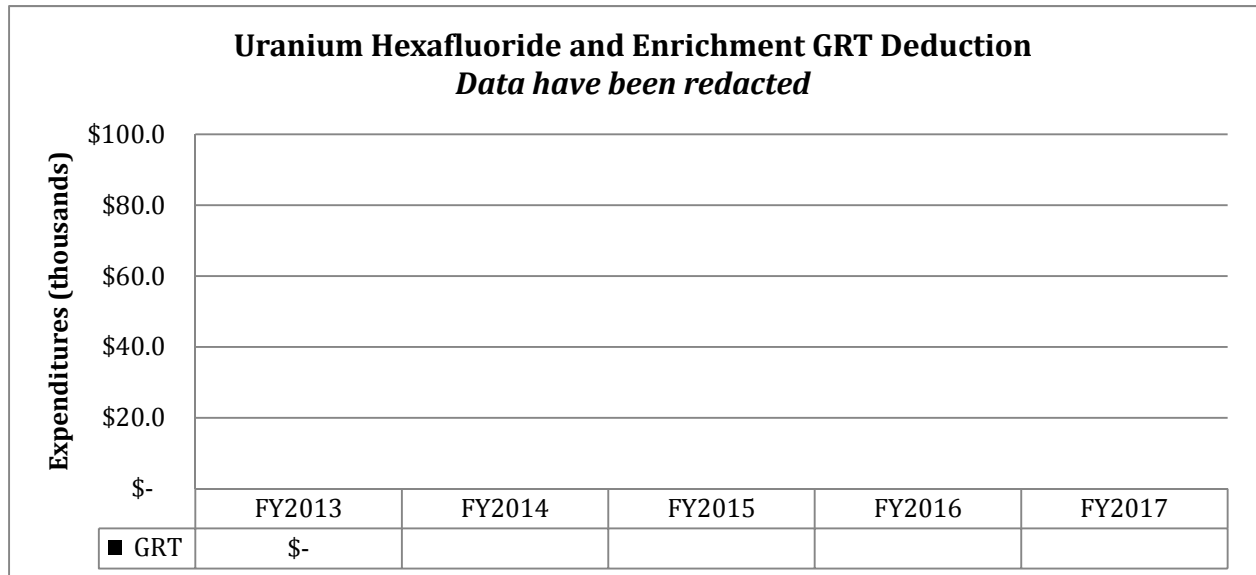 Uranium Hexafluoride and Enrichment GRT Deduction
Data have been redacted
Expenditures (thousands)
$100.0
$80.0
$60.0
$40.0
$20.0
$-
FY2013 FY2014 FY2015 FY2016 FY2017
GRT $-